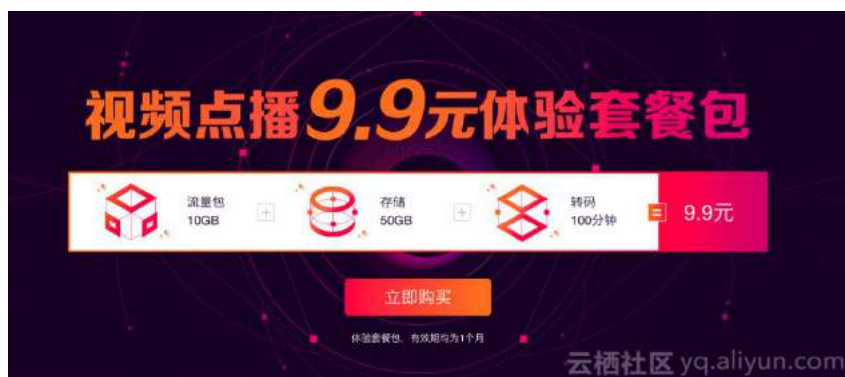 视频点播9.9元体验套餐包
流量包
10GB
存储
50GB
转码
100分钟
9.9元
立即购买
体验套餐包，有效期均为1个月
云栖社区 yq.aliyun.com